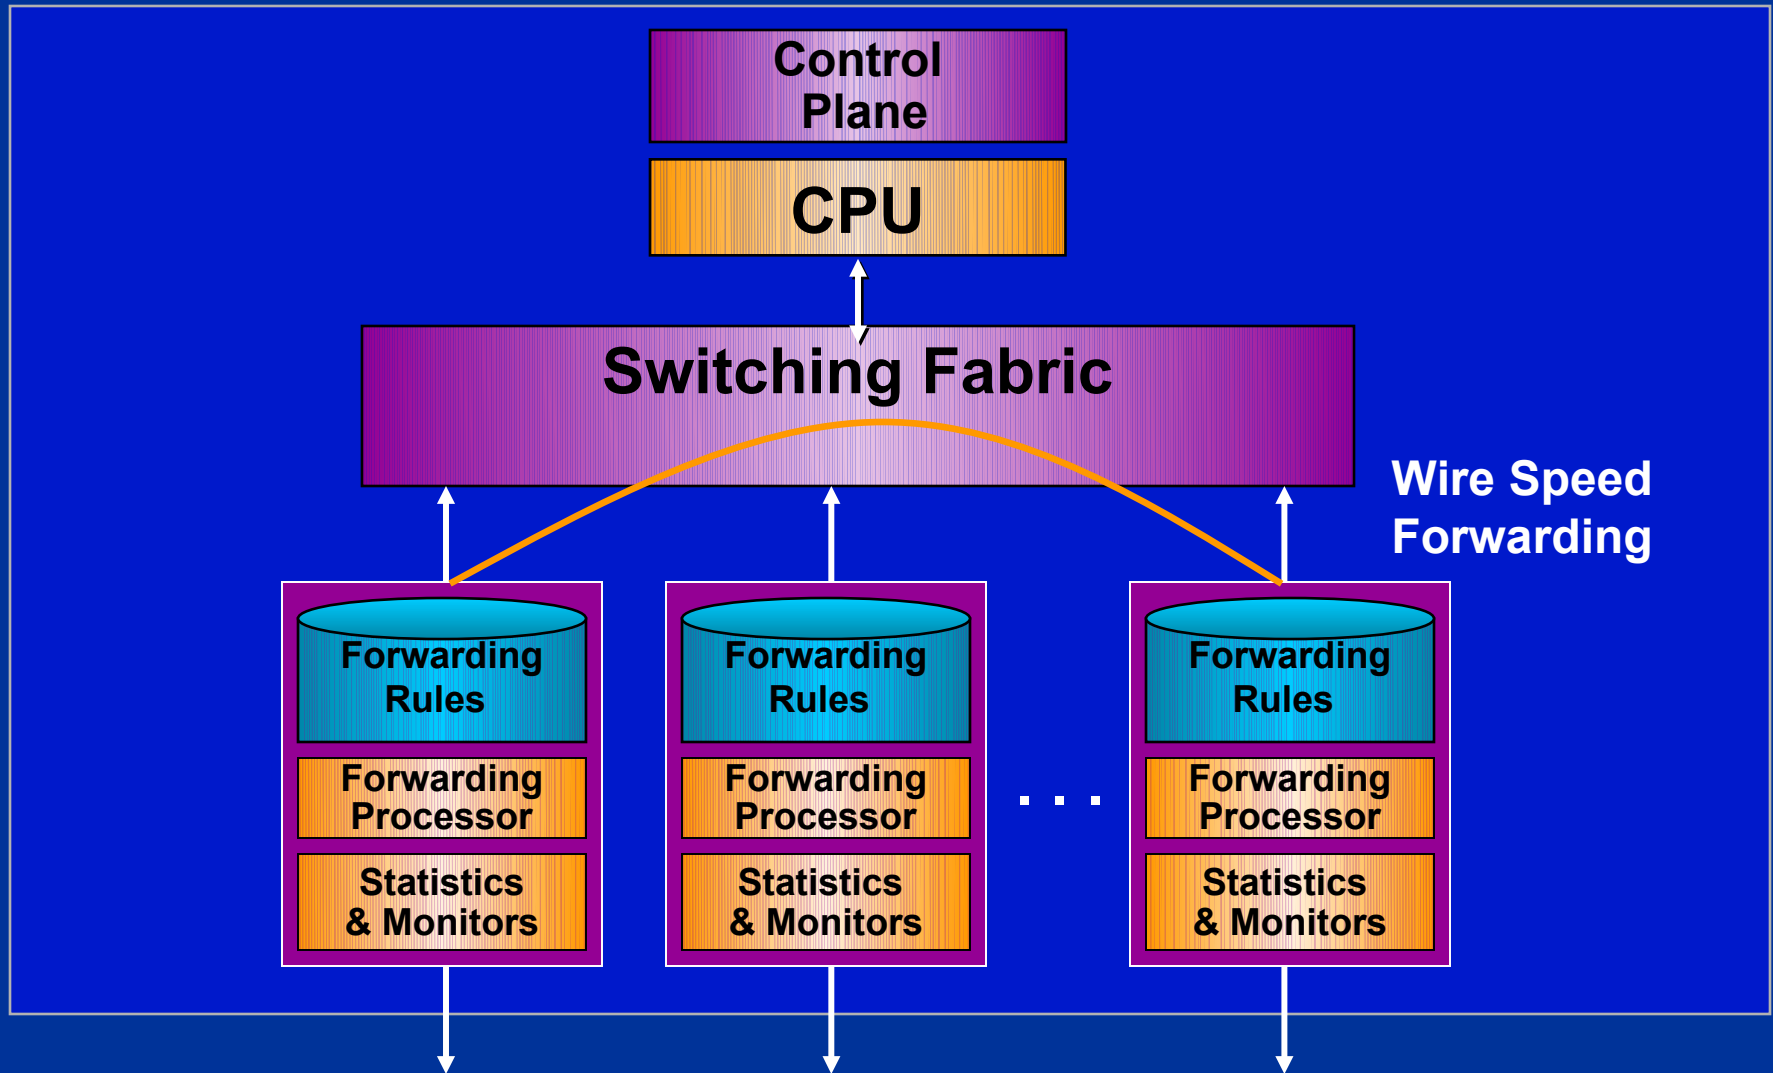 Control
Plane
CPU
Switching Fabric
Wire Speed
Forwarding
Forwarding
Rules
Forwarding
Processor
Statistics
& Monitors
Forwarding
Rules
Forwarding
Processor
Statistics
& Monitors
. . .
Forwarding
Rules
Forwarding
Processor
Statistics
& Monitors